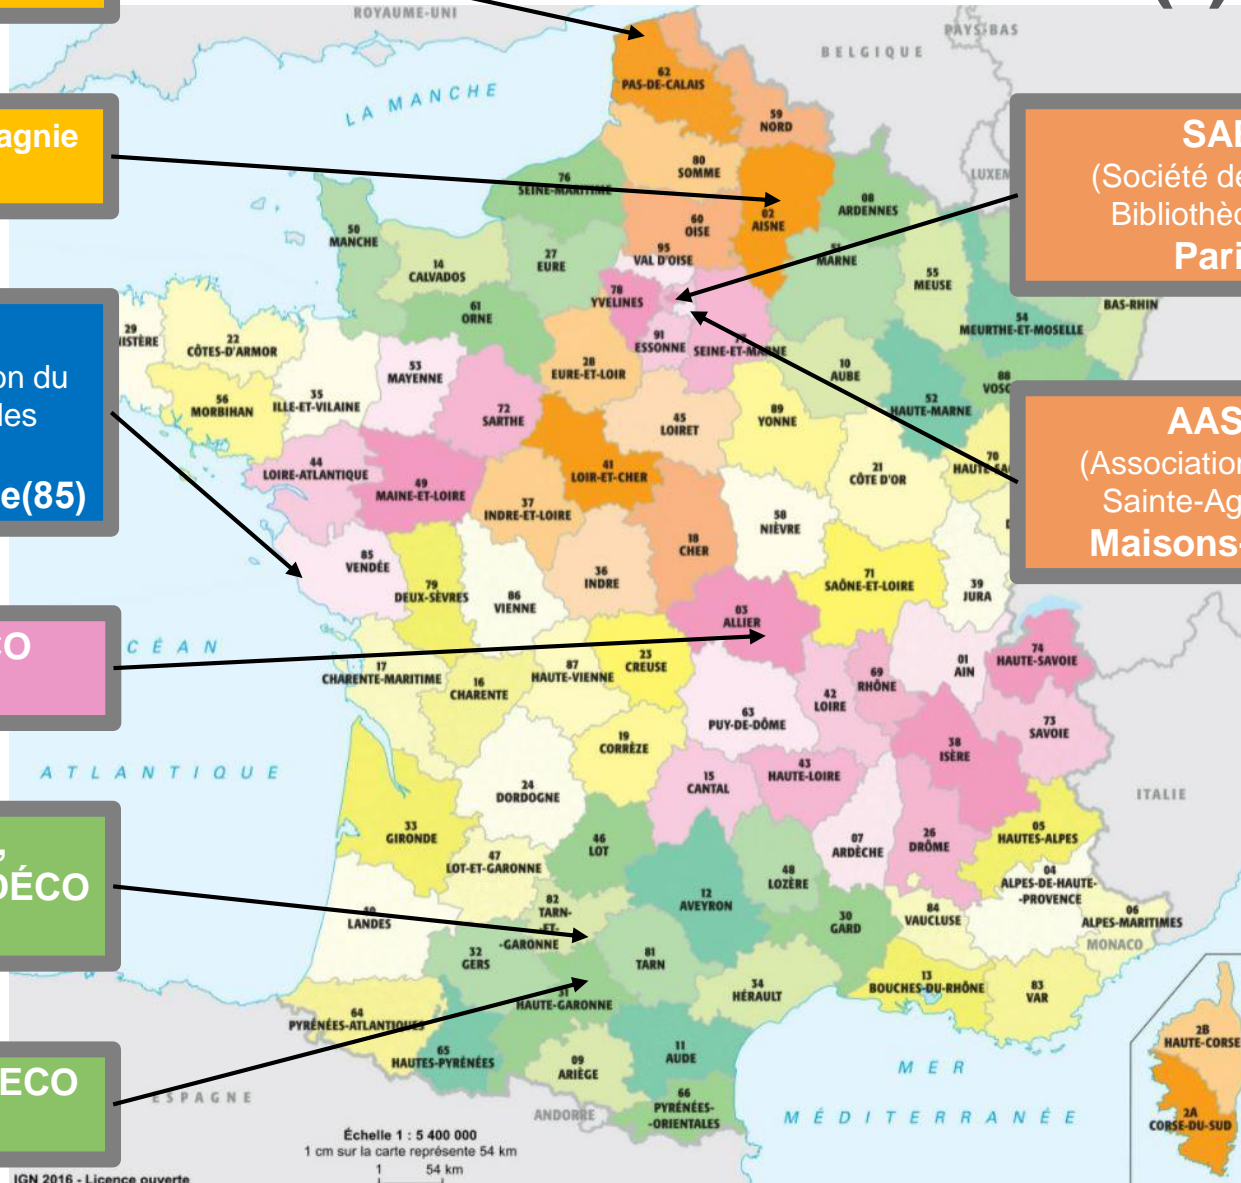 ROYAUME-UNI
PAYS-BAS
BELGIQUE
LA MANCHE
62
PAS-DE-CALAIS
59
NORD
agnie
80
SOMME
76
SEINE-MARITIME
02
AISNE
08
ARDENNES
60
OISE
(Société de
Bibliothèc
Pari
50
MANCHE
14
CALVADOS
27
EURE
95
VAL D'OISE
51
MARNE
55
MEUSE
BAS-RHIN
78
YVELINES
61
ORNE
54
MEURTHE-ET-MOSELLE
91
ESSONNE
77
SEINE-ET-MARNE
29
ISTÈRE
22
CÔTES-D'ARMOR
53
MAYENNE
28
EURE-ET-LOIR
10
AUBE
88
VOSG
on du
des
e(85)
56
MORBIHAN
35
ILLE-ET-VILAINE
72
SARTHE
45
LOIRET
89
YONNE
52
HAUTE-MARNE
AAS
(Association
Sainte-Ag
Maisons-
44
LOIRE-ATLANTIQUE
49
MAINE-ET-LOIRE
41
LOIR-ET-CHER
21
CÔTE D'OR
70
37
INDRE-ET-LOIRE
58
NIÈVRE
18
CHER
85
VENDÉE
79
DEUX-SÈVRES
86
VIENNE
36
INDRE
71
SAÔNE-ET-LOIRE
39
JURA
03
ALLIER
CO
CÉAN
17
CHARENTE-MARITIME
16
CHARENTE
87
HAUTE-VIENNE
23
CREUSE
63
PUY-DE-DÔME
42
LOIRE
69
RHÔNE
01
AIN
74
HAUTE-SAVOIE
73
SAVOIE
19
CORRÈZE
38
ISÈRE
ATLANTIQUE
24
DORDOGNE
15
CANTAL
43
HAUTE-LOIRE
ITALIE
33
GIRONDE
46
LOT
07
ARDÈCHE
26
DRÔME
05
HAUTES-ALPES
,
DÉCO
47
LOT-ET-GARONNE
48
LOZÈRE
04
ALPES-DE-HAUTE-
-PROVENCE
40
LANDES
82
TARN-
-ET-
-GARONNE
12
AVEYRON
30
GARD
84
VAUCLUSE
06
ALPES-MARITIMES
MONACO
32
GERS
81
TARN
34
HÉRAULT
13
BOUCHES-DU-RHÔNE
83
VAR
31
HAUTE-GARONNE
64
PYRÉNÉES-ATLANTIQUES
65
HAUTES-PYRÉNÉES
09
ARIÈGE
11
AUDE
2B
HAUTE-CORSE
ECO
ESPAGNE
ANDORRE
66
PYRÉNÉES-
-ORIENTALES
MER
MÉDITERRANÉE
2A
CORSE-DU-SUD
Échelle 1 : 5 400 000
1 cm sur la carte représente 54 km
1 54 km
IGN 2016 - Licence ouverte